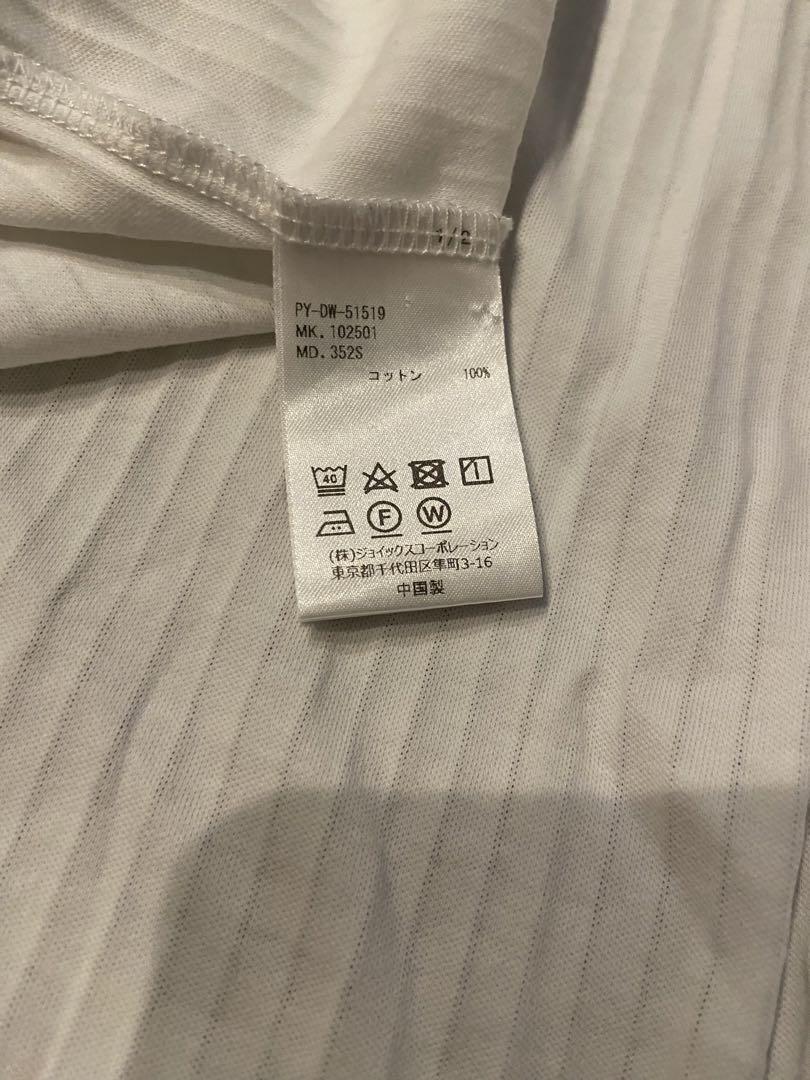 1/2
PY-DW-51519
MK. 102501
MD. 352S
コットン 100%
40
F W
(株)ジョイックスコーポレーション
東京都千代田区隼町3-16
中国製